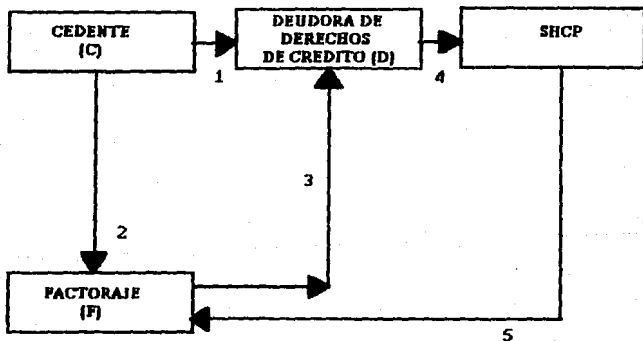 CEDENTE
(C)
DEUDORA DE
DERECHOS
DE CREDITO (D)
SHCP
1
4
3
2
FACTORAJE
(F)
5